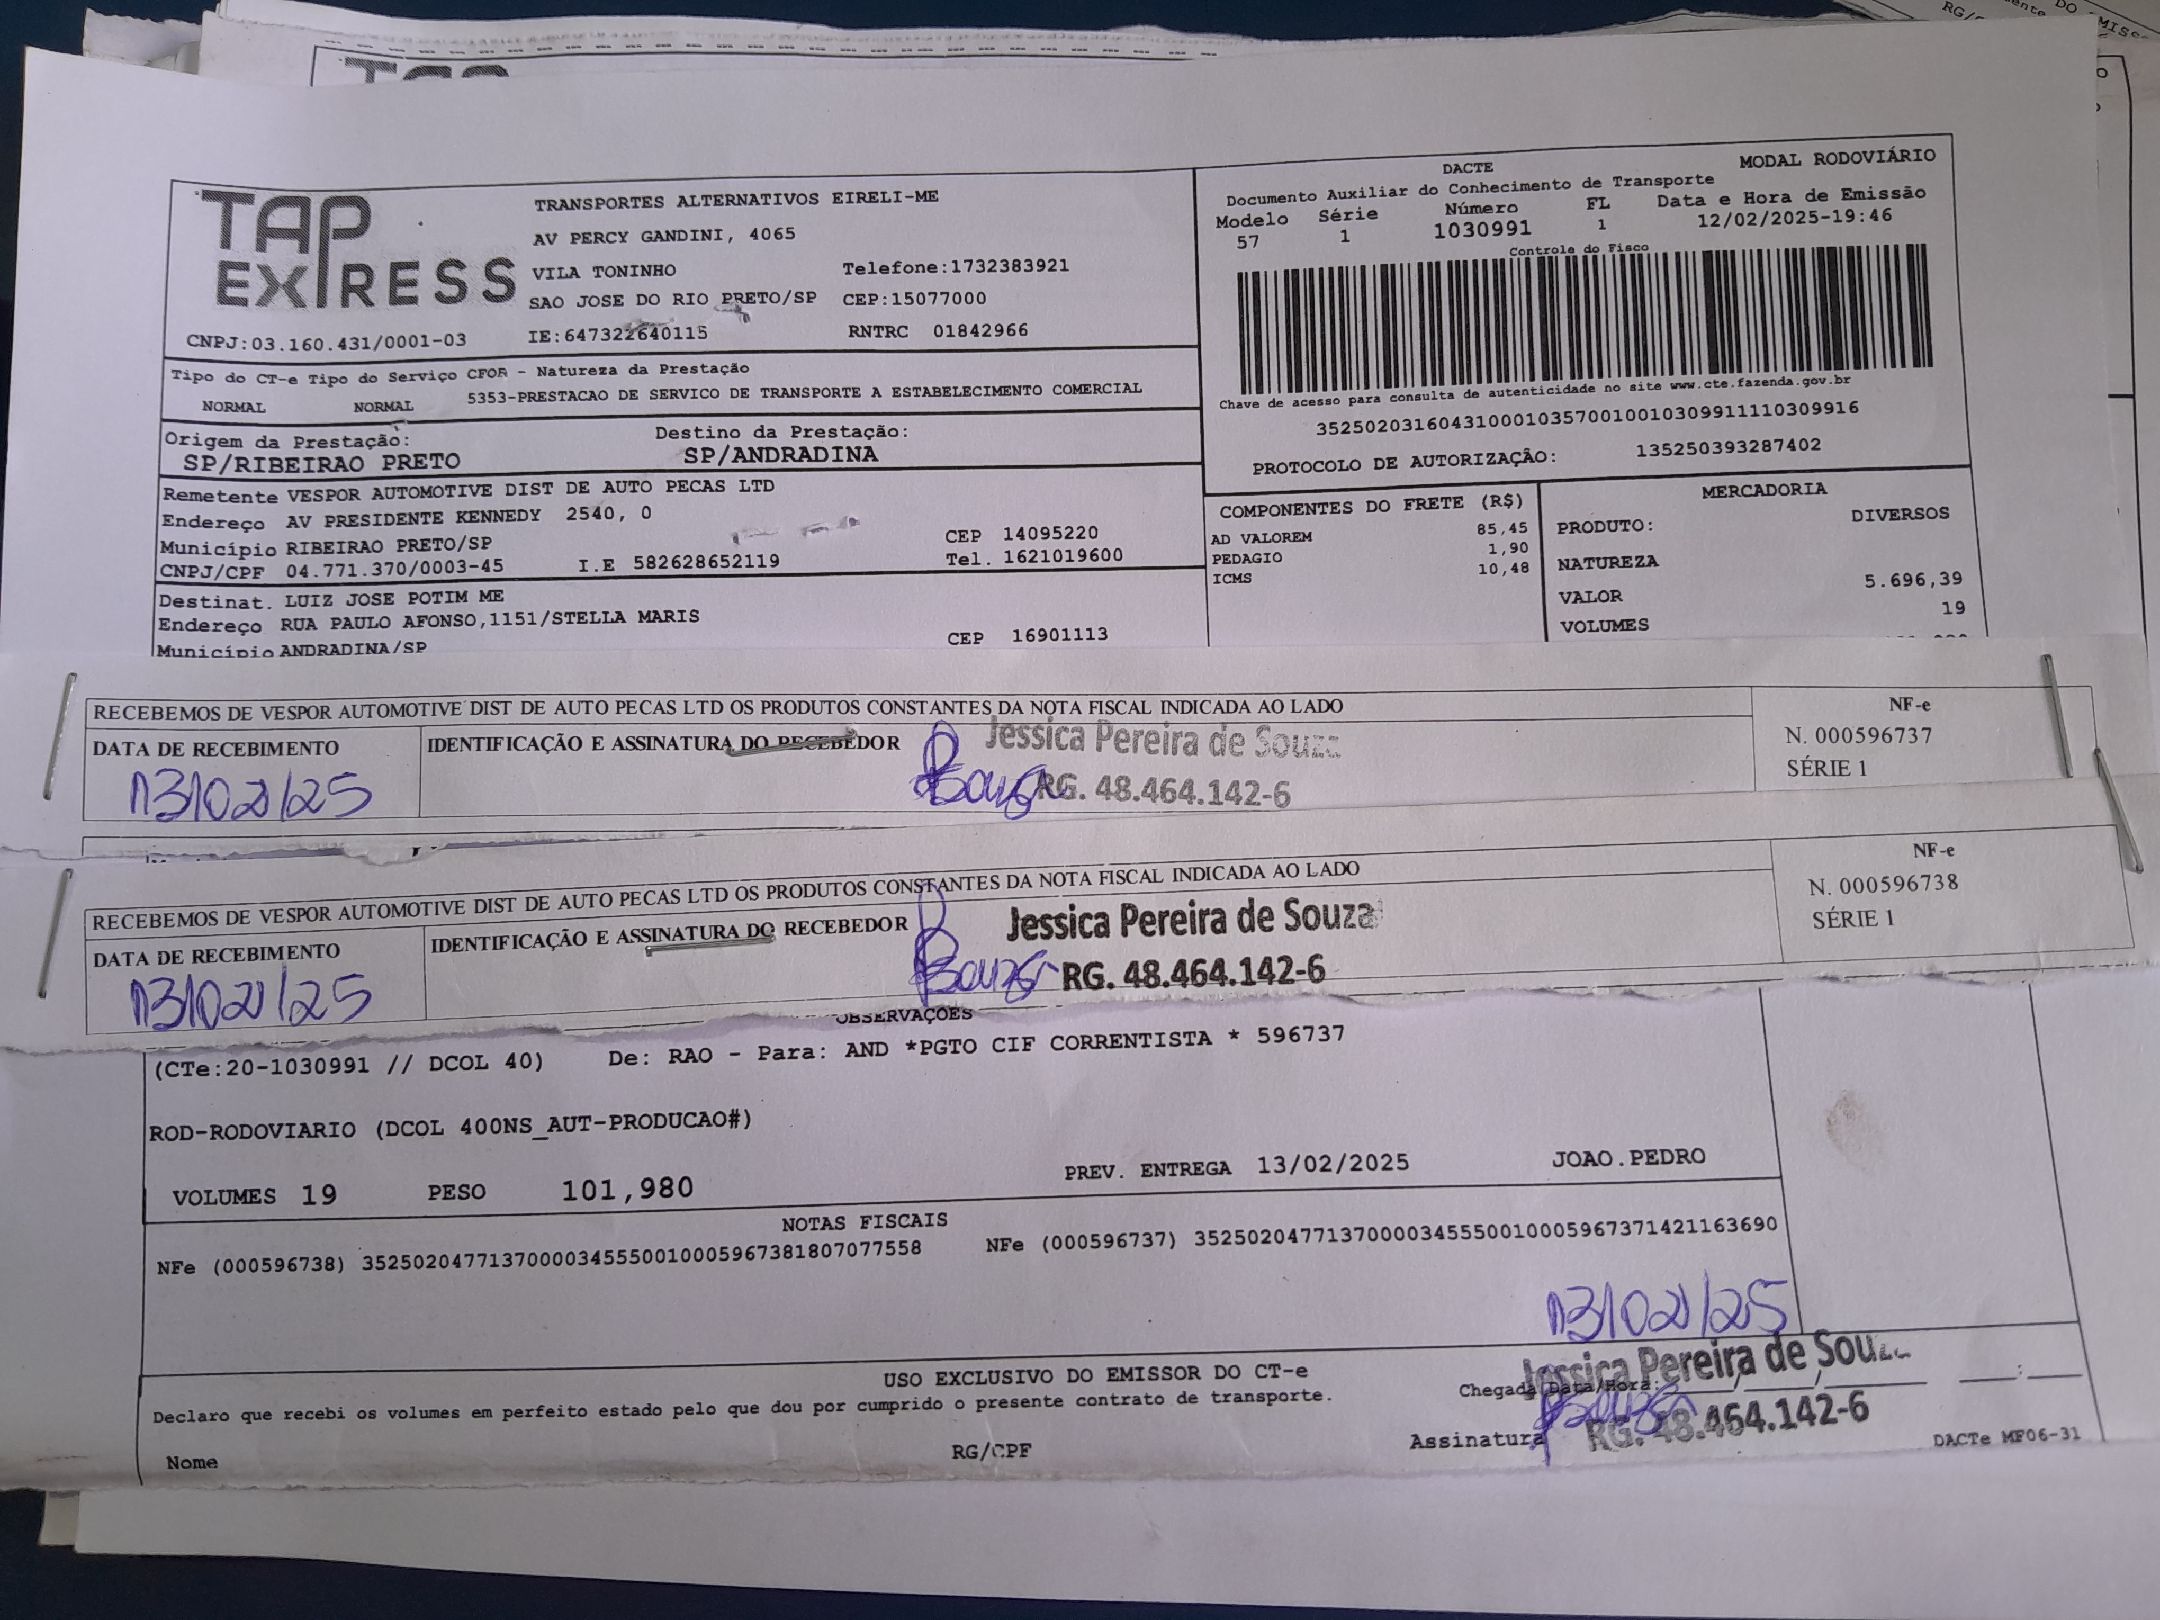 TAP EXPRESS
TRANSPORTES ALTERNATIVOS EIRELI-ME
AV PERCY GANDINI, 4065
VILA TONINHO Telefone:1732383921
SAO JOSE DO RIO PRETO/SP CEP:15077000
CNPJ:03.160.431/0001-03 IE:647322640115 RNTRC 01842966
DACTE MODAL RODOVIÁRIO
Documento Auxiliar do Conhecimento de Transporte
Modelo Série Número FL Data e Hora de Emissão
57 1 1030991 1 12/02/2025-19:46
Controle do Fisco
Chave de acesso para consulta de autenticidade no site www.cte.fazenda.gov.br
35250203160431000103570010010309911110309916
PROTOCOLO DE AUTORIZAÇÃO: 135250393287402
Tipo do CT-e Tipo do Serviço CFOP - Natureza da Prestação
NORMAL NORMAL 5353-PRESTACAO DE SERVICO DE TRANSPORTE A ESTABELECIMENTO COMERCIAL
Origem da Prestação: Destino da Prestação:
SP/RIBEIRAO PRETO SP/ANDRADINA
Remetente VESPOR AUTOMOTIVE DIST DE AUTO PECAS LTD
Endereço AV PRESIDENTE KENNEDY 2540, 0
Município RIBEIRAO PRETO/SP CEP 14095220
CNPJ/CPF 04.771.370/0003-45 I.E 582628652119 Tel. 1621019600
Destinat. LUIZ JOSE POTIM ME
Endereço RUA PAULO AFONSO,1151/STELLA MARIS
Município ANDRADINA/SP CEP 16901113
COMPONENTES DO FRETE (R$)
AD VALOREM 85,45
PEDAGIO 1,90
ICMS 10,48
MERCADORIA
PRODUTO: DIVERSOS
NATUREZA
VALOR 5.696,39
VOLUMES 19
RECEBEMOS DE VESPOR AUTOMOTIVE DIST DE AUTO PECAS LTD OS PRODUTOS CONSTANTES DA NOTA FISCAL INDICADA AO LADO
NF-e
DATA DE RECEBIMENTO IDENTIFICAÇÃO E ASSINATURA DO RECEBEDOR Jessica Pereira de Souza
N. 000596737
13/02/25 Souza RG. 48.464.142-6
SÉRIE 1
RECEBEMOS DE VESPOR AUTOMOTIVE DIST DE AUTO PECAS LTD OS PRODUTOS CONSTANTES DA NOTA FISCAL INDICADA AO LADO
NF-e
DATA DE RECEBIMENTO IDENTIFICAÇÃO E ASSINATURA DO RECEBEDOR Jessica Pereira de Souza
N. 000596738
13/02/25 Souza RG. 48.464.142-6
SÉRIE 1
OBSERVAÇÕES
(CTe:20-1030991 // DCOL 40) De: RAO - Para: AND *PGTO CIF CORRENTISTA * 596737
ROD-RODOVIARIO (DCOL 400NS_AUT-PRODUCAO#)
VOLUMES 19 PESO 101,980 PREV. ENTREGA 13/02/2025 JOAO.PEDRO
NOTAS FISCAIS
NFe (000596738) 35250204771370000345550010005967381807077558 NFe (000596737) 35250204771370000345550010005967371421163690
13/02/25
USO EXCLUSIVO DO EMISSOR DO CT-e
Jessica Pereira de Sou
Declaro que recebi os volumes em perfeito estado pelo que dou por cumprido o presente contrato de transporte.
Chegada Data/Hora: __/__/__ __:__
Nome RG/CPF Assinatura Souza RG. 48.464.142-6
DACTe MF06-31